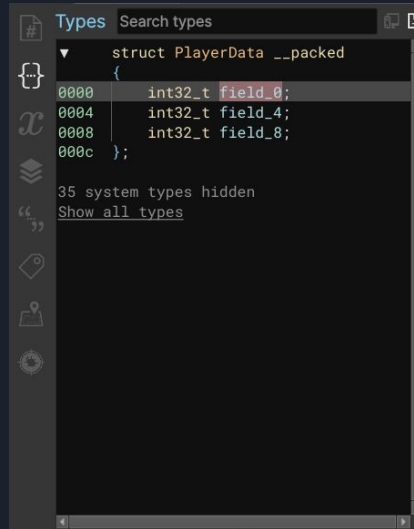 Types Search types
▼ struct PlayerData __packed
{
0000 int32_t field_0;
0004 int32_t field_4;
0008 int32_t field_8;
000c };
35 system types hidden
Show all types